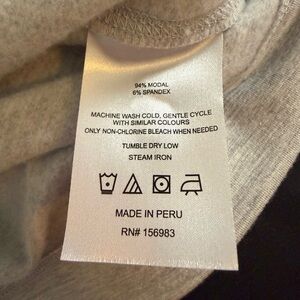 94% MODAL
6% SPANDEX
MACHINE WASH COLD, GENTLE CYCLE
WITH SIMILAR COLOURS
ONLY NON-CHLORINE BLEACH WHEN NEEDED
TUMBLE DRY LOW
STEAM IRON
MADE IN PERU
RN# 156983